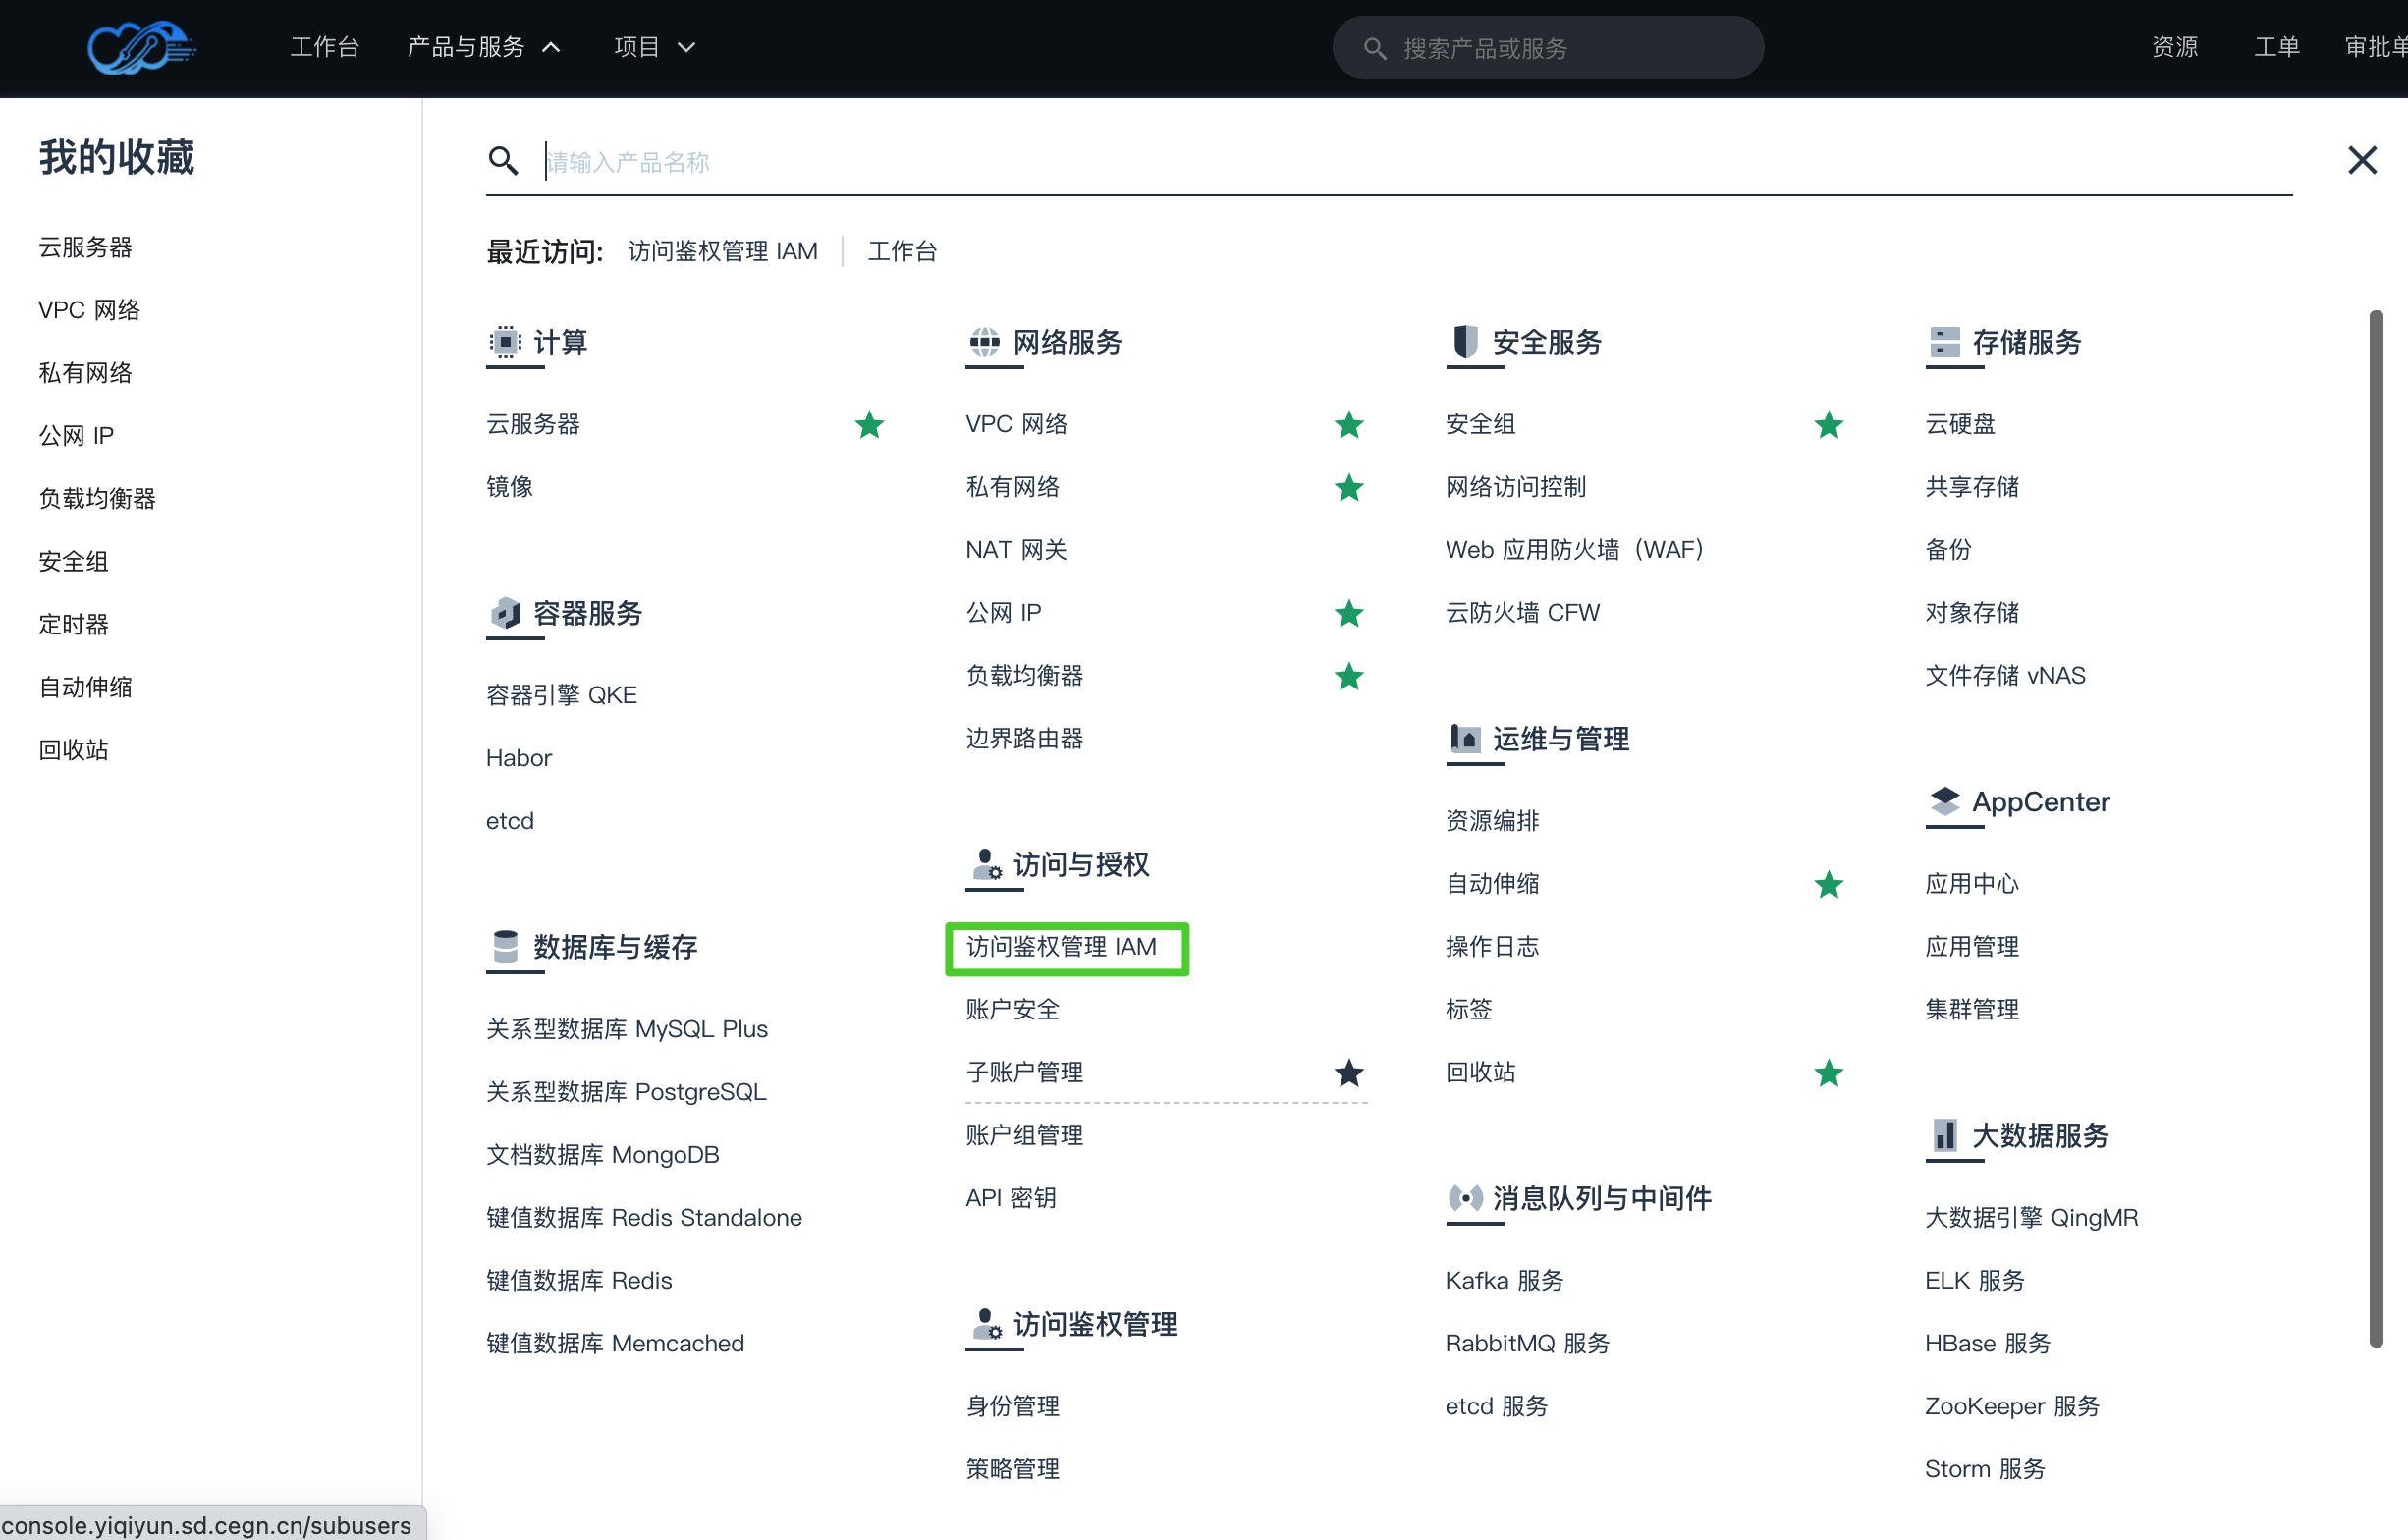 工作台
产品与服务
项目
搜索产品或服务
资源
工单
审批单
我的收藏
云服务器
VPC 网络
私有网络
公网 IP
负载均衡器
安全组
定时器
自动伸缩
回收站
请输入产品名称
最近访问: 访问鉴权管理 IAM 工作台
计算
云服务器
镜像
容器服务
容器引擎 QKE
Habor
etcd
数据库与缓存
关系型数据库 MySQL Plus
关系型数据库 PostgreSQL
文档数据库 MongoDB
键值数据库 Redis Standalone
键值数据库 Redis
键值数据库 Memcached
网络服务
VPC 网络
私有网络
NAT 网关
公网 IP
负载均衡器
边界路由器
访问与授权
访问鉴权管理 IAM
账户安全
子账户管理
账户组管理
API 密钥
访问鉴权管理
身份管理
策略管理
安全服务
安全组
网络访问控制
Web 应用防火墙（WAF）
云防火墙 CFW
运维与管理
资源编排
自动伸缩
操作日志
标签
回收站
消息队列与中间件
Kafka 服务
RabbitMQ 服务
etcd 服务
存储服务
云硬盘
共享存储
备份
对象存储
文件存储 vNAS
AppCenter
应用中心
应用管理
集群管理
大数据服务
大数据引擎 QingMR
ELK 服务
HBase 服务
ZooKeeper 服务
Storm 服务
console.yiqiyun.sd.cegn.cn/subusers